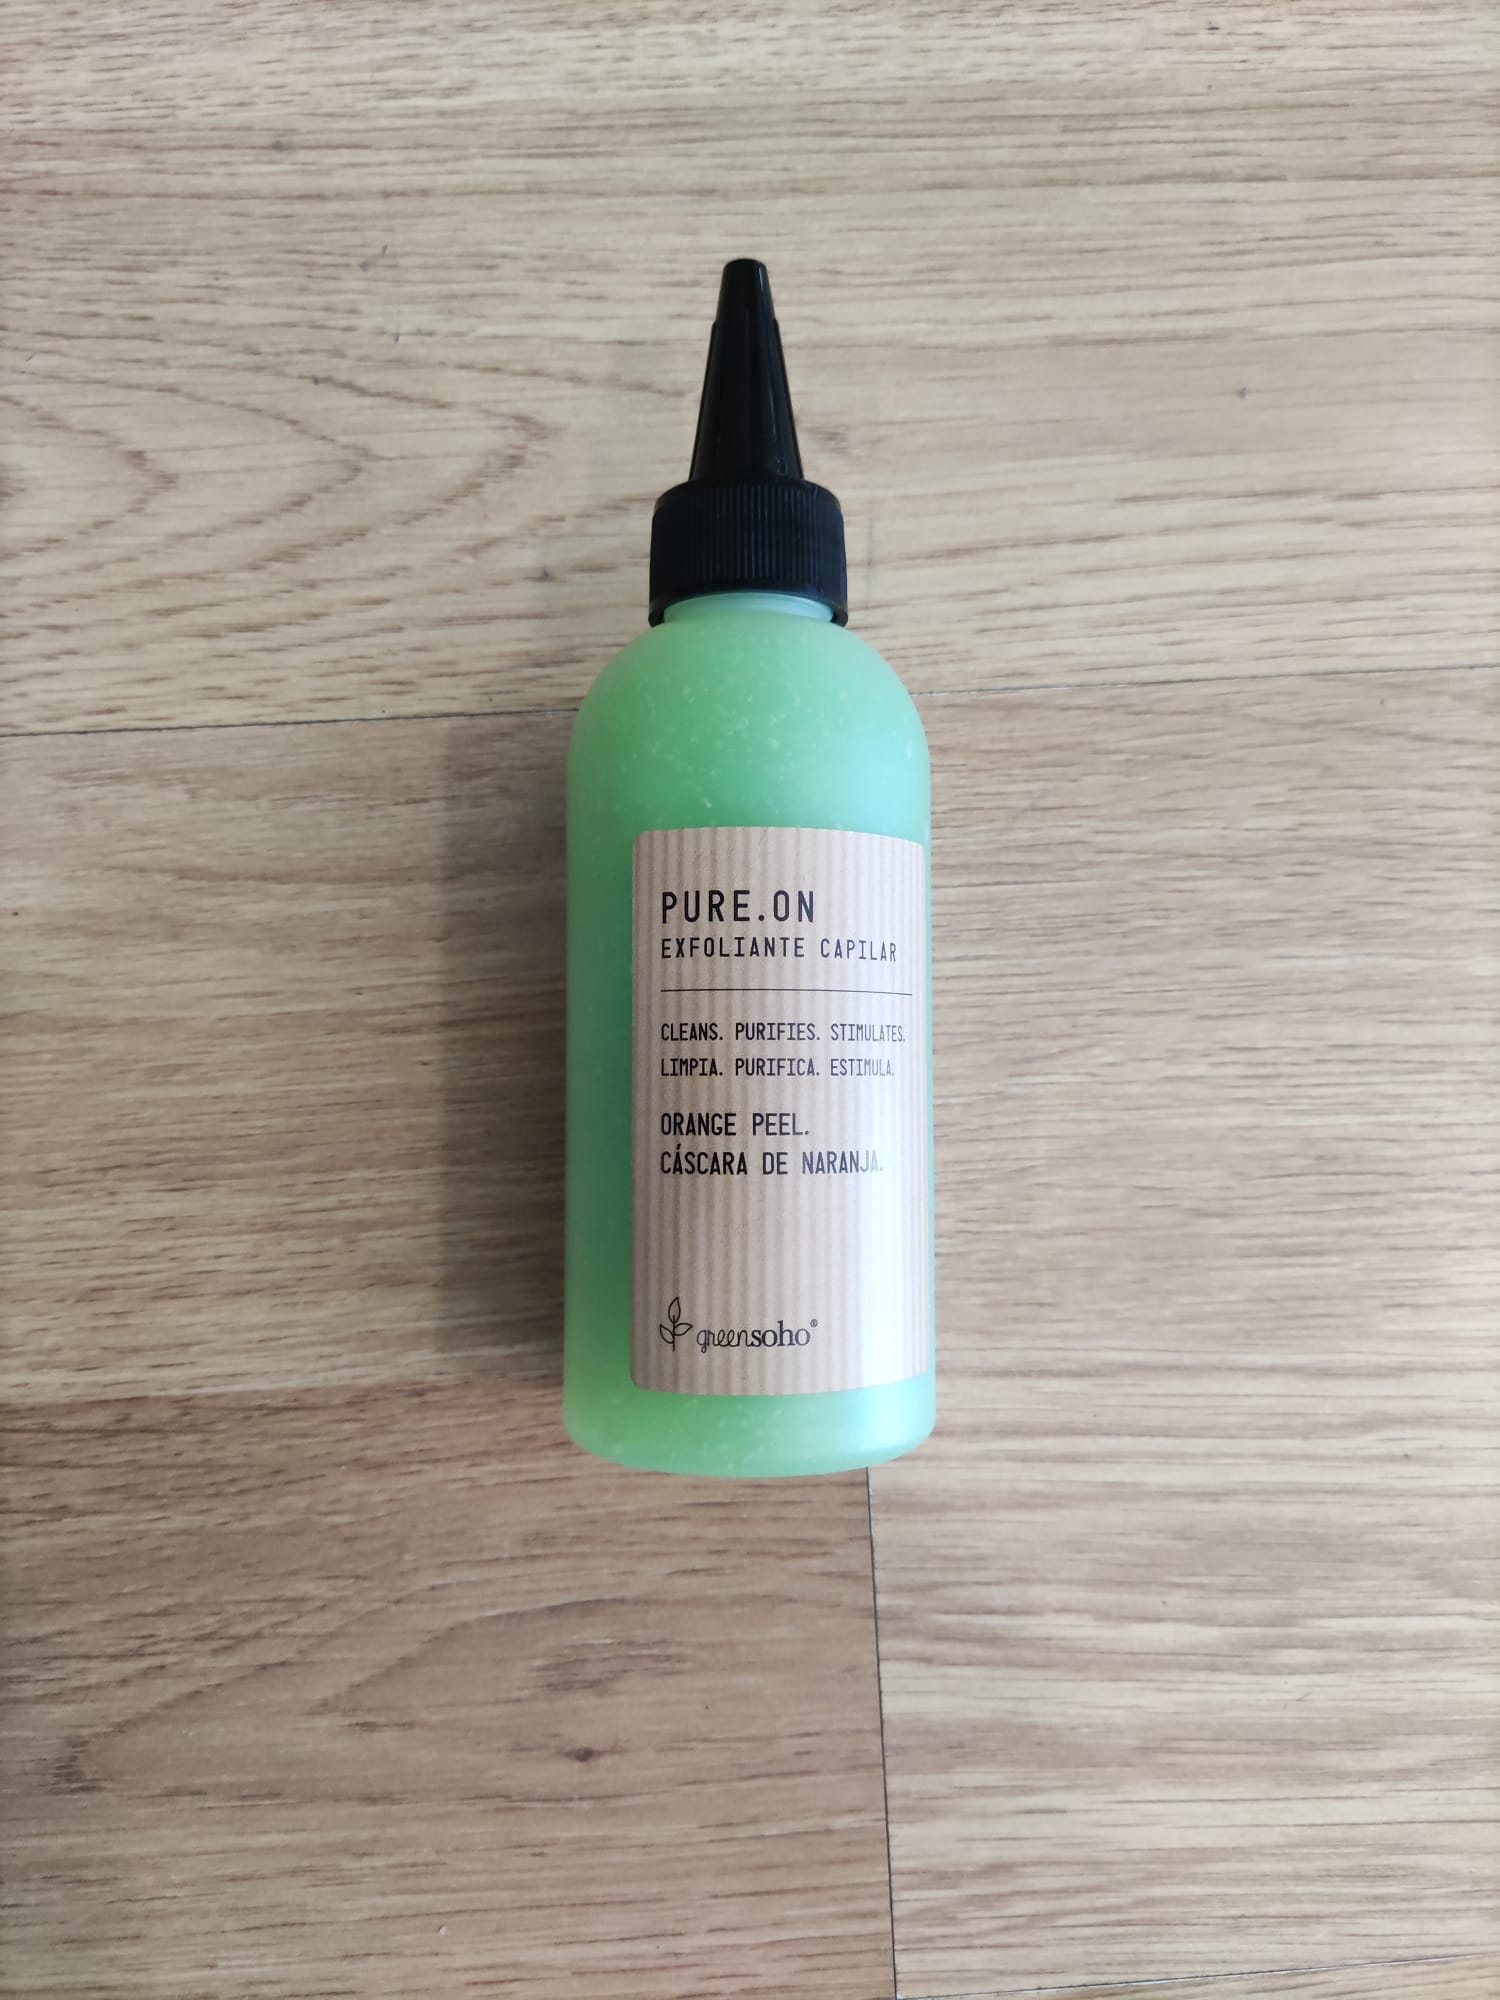 PURE.ON
EXFOLIANTE CAPILAR
CLEANS. PURIFIES. STIMULATES.
LIMPIA. PURIFICA. ESTIMULA.
ORANGE PEEL.
CÁSCARA DE NARANJA.
greensoho®